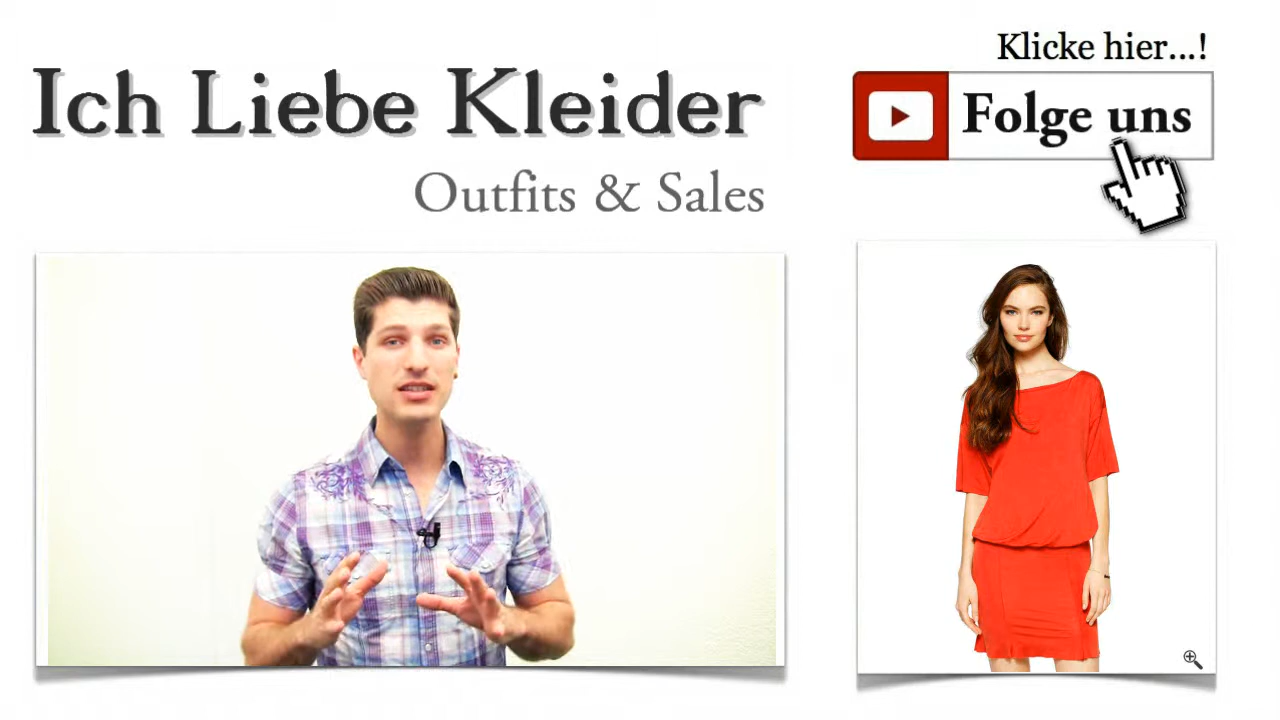 Ich Liebe Kleider
Outfits & Sales
Klicke hier...!
Folge uns